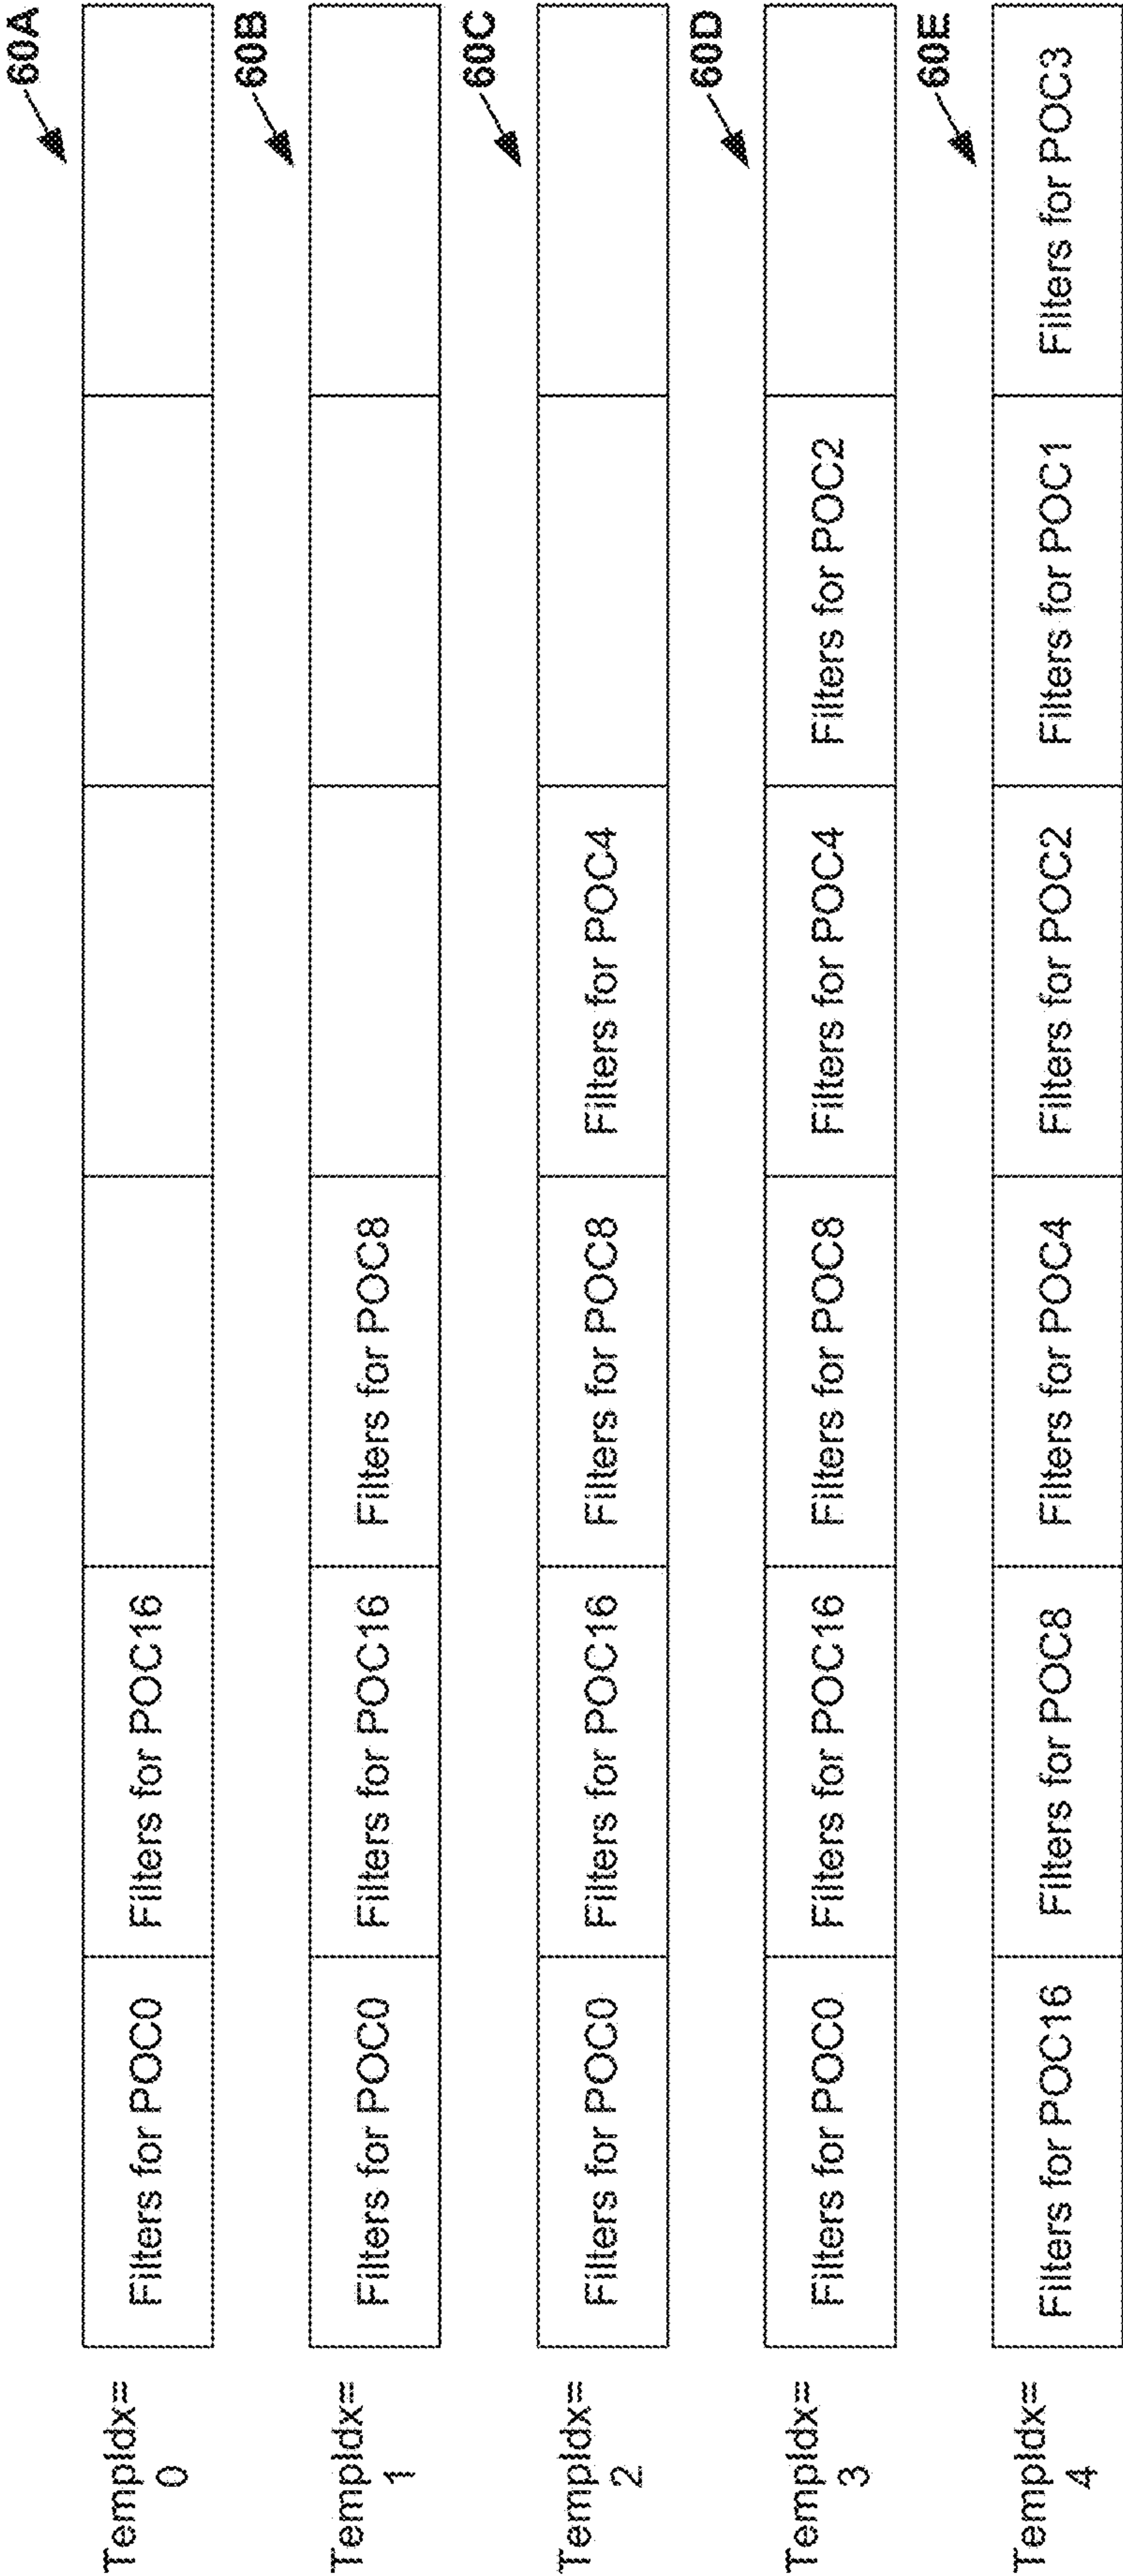 60A
TempIdx=
0
Filters for POC0
Filters for POC16
60B
TempIdx=
1
Filters for POC0
Filters for POC16
Filters for POC8
60C
TempIdx=
2
Filters for POC0
Filters for POC16
Filters for POC8
Filters for POC4
60D
TempIdx=
3
Filters for POC0
Filters for POC16
Filters for POC8
Filters for POC4
Filters for POC2
60E
TempIdx=
4
Filters for POC16
Filters for POC8
Filters for POC4
Filters for POC2
Filters for POC1
Filters for POC3